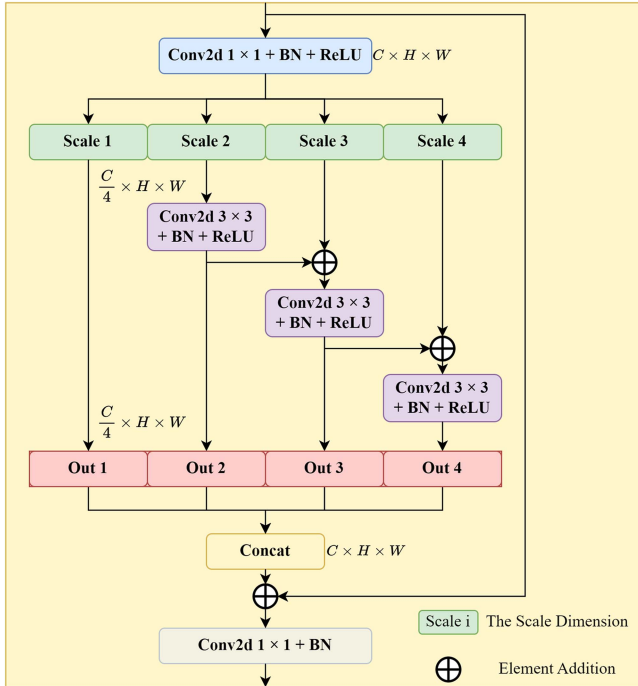 Conv2d 1 × 1 + BN + ReLU C × H × W
Scale 1 Scale 2 Scale 3 Scale 4
C/4 × H × W
Conv2d 3 × 3
+ BN + ReLU
Conv2d 3 × 3
+ BN + ReLU
Conv2d 3 × 3
+ BN + ReLU
C/4 × H × W
Out 1 Out 2 Out 3 Out 4
Concat C × H × W
Scale i The Scale Dimension
Conv2d 1 × 1 + BN
Element Addition